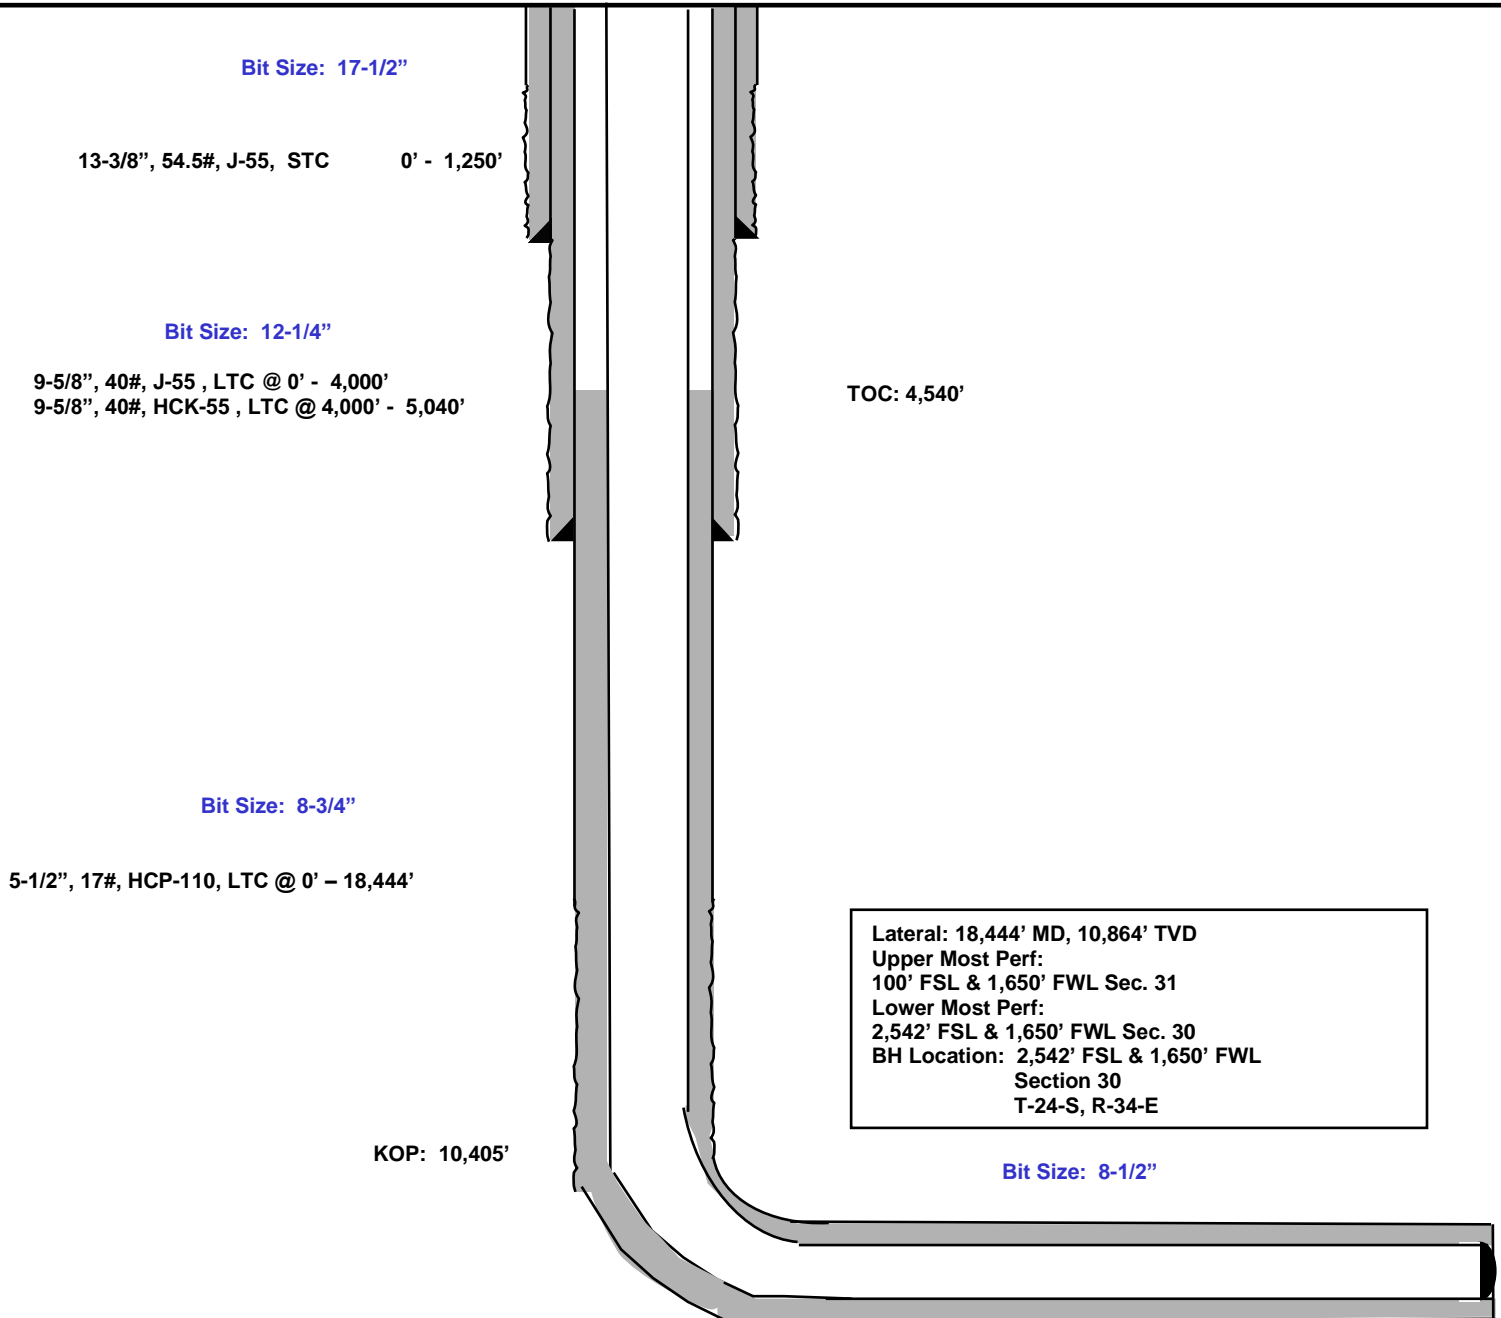 Bit Size: 17-1/2”
13-3/8”, 54.5#, J-55, STC 0’ - 1,250’
Bit Size: 12-1/4”
9-5/8”, 40#, J-55 , LTC @ 0’ - 4,000’
9-5/8”, 40#, HCK-55 , LTC @ 4,000’ - 5,040’
TOC: 4,540’
Bit Size: 8-3/4”
5-1/2”, 17#, HCP-110, LTC @ 0’ – 18,444’
Lateral: 18,444’ MD, 10,864’ TVD
Upper Most Perf:
100’ FSL & 1,650’ FWL Sec. 31
Lower Most Perf:
2,542’ FSL & 1,650’ FWL Sec. 30
BH Location: 2,542’ FSL & 1,650’ FWL
Section 30
T-24-S, R-34-E
KOP: 10,405’
Bit Size: 8-1/2”